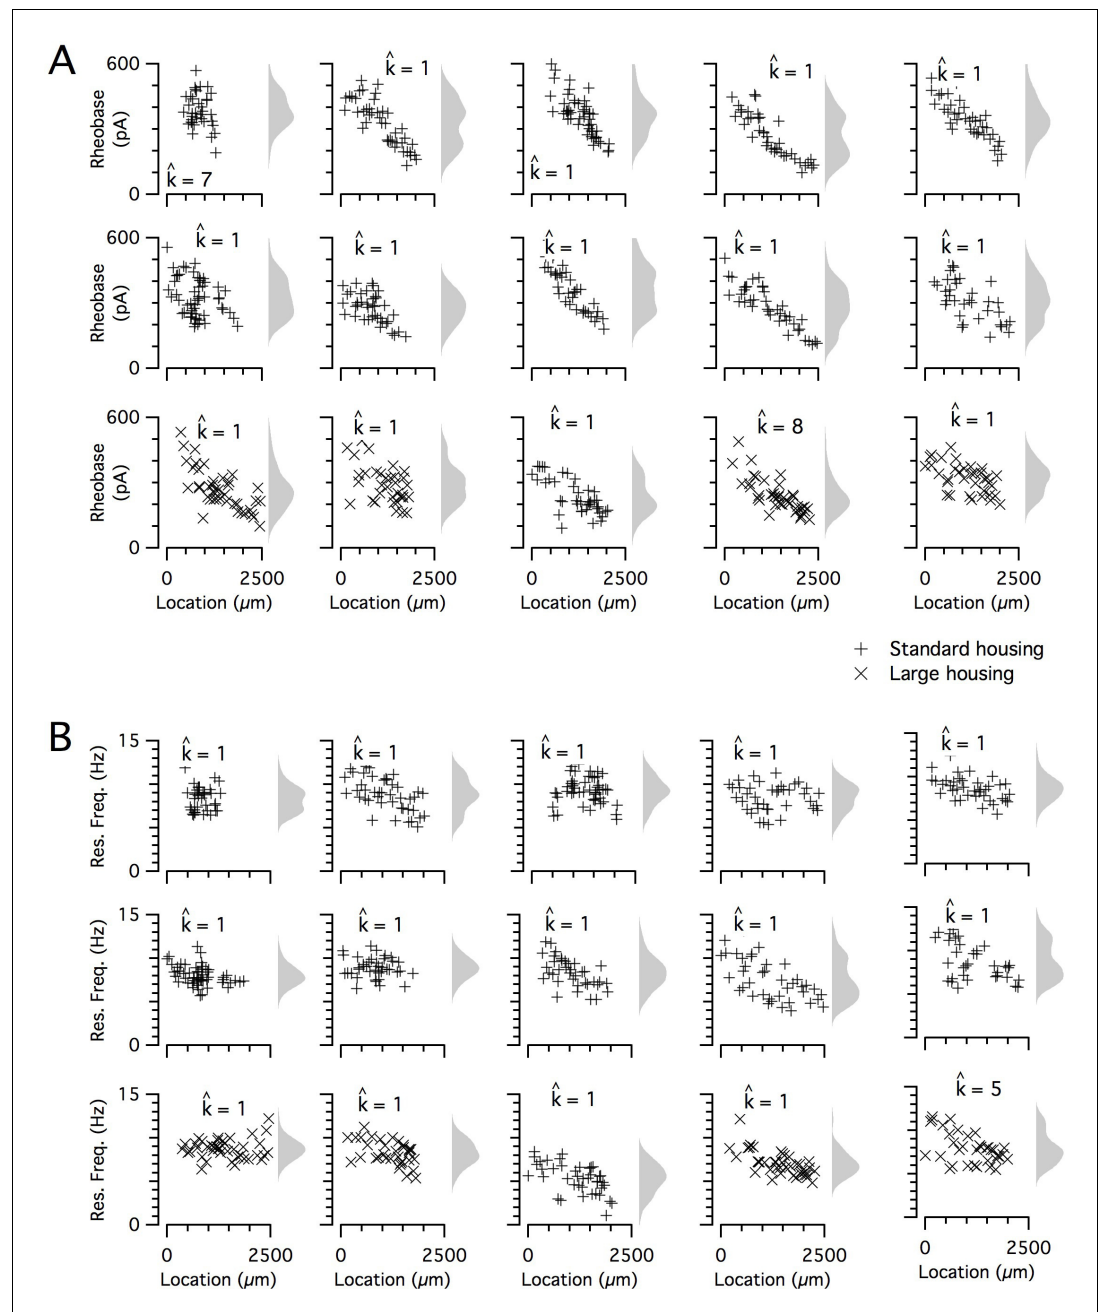 A
600
0
Rheobase
(pA)
k̂ = 7
k̂ = 1
k̂ = 1
k̂ = 1
k̂ = 1
600
0
Rheobase
(pA)
k̂ = 1
k̂ = 1
k̂ = 1
k̂ = 1
k̂ = 1
600
0
Rheobase
(pA)
k̂ = 1
k̂ = 1
k̂ = 1
k̂ = 8
k̂ = 1
0 2500 0 2500 0 2500 0 2500 0 2500
Location (µm) Location (µm) Location (µm) Location (µm) Location (µm)
+ Standard housing
× Large housing
B
15
0
Res. Freq. (Hz)
k̂ = 1
k̂ = 1
k̂ = 1
k̂ = 1
k̂ = 1
15
0
Res. Freq. (Hz)
k̂ = 1
k̂ = 1
k̂ = 1
k̂ = 1
k̂ = 1
15
0
Res. Freq. (Hz)
k̂ = 1
k̂ = 1
k̂ = 1
k̂ = 1
k̂ = 5
0 2500 0 2500 0 2500 0 2500 0 2500
Location (µm) Location (µm) Location (µm) Location (µm) Location (µm)